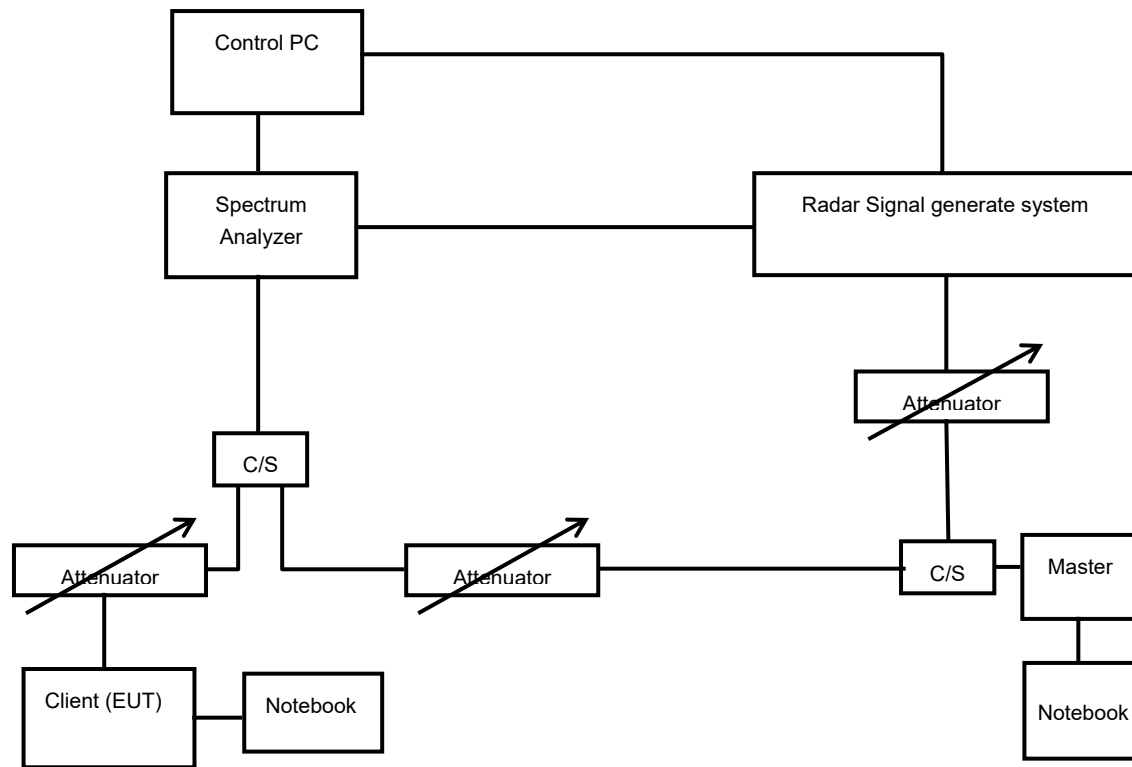 Control PC
Spectrum
Analyzer
Radar Signal generate system
Attenuator
C/S
Attenuator
Attenuator
C/S
Master
Client (EUT)
Notebook
Notebook